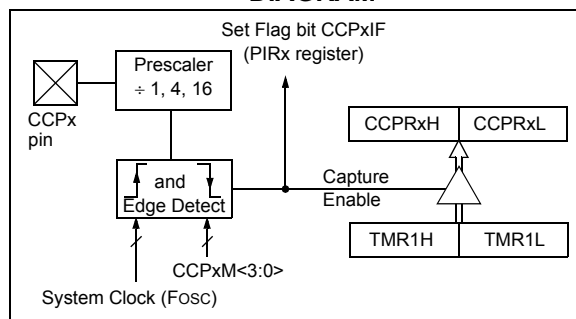 DIAGRAM
Set Flag bit CCPxIF
(PIRx register)
Prescaler
÷ 1, 4, 16
CCPx
pin
CCPRxH
CCPRxL
and
Edge Detect
Capture
Enable
TMR1H
TMR1L
CCPxM<3:0>
System Clock (FOSC)